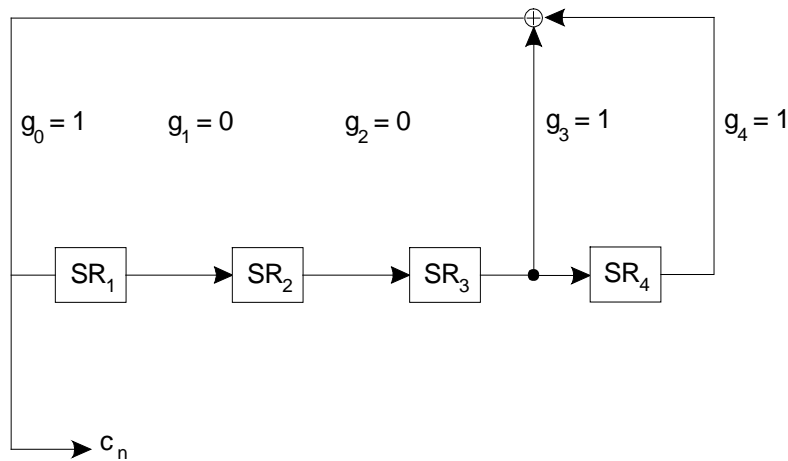 g0 = 1 g1 = 0 g2 = 0 g3 = 1 g4 = 1
SR1 SR2 SR3 SR4
cn